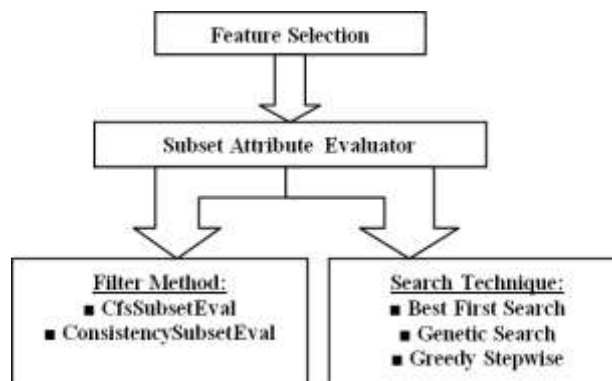 Feature Selection
Subset Attribute Evaluator
Filter Method:
■ CfsSubsetEval
■ ConsistencySubsetEval
Search Technique:
■ Best First Search
■ Genetic Search
■ Greedy Stepwise